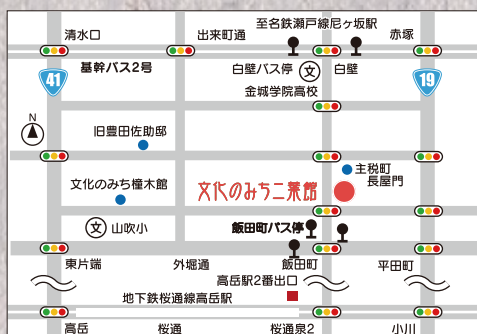 至名鉄瀬戸線尼ヶ坂駅
清水口
出来町通
赤塚
基幹バス2号
白壁バス停
文
白壁
41
金城学院高校
19
N
旧豊田佐助邸
主税町
長屋門
文化のみち橦木館
文化のみち二葉館
文
山吹小
飯田町バス停
東片端
外堀通
飯田町
平田町
高岳駅2番出口
地下鉄桜通線高岳駅
高岳
桜通
桜通泉2
小川